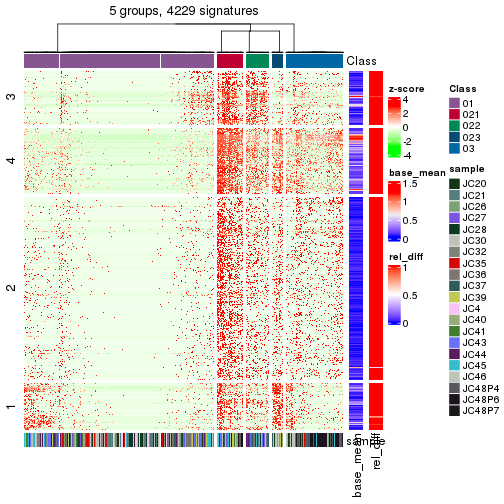 5 groups, 4229 signatures
Class
3
4
2
1
sample
base_mean
rel_diff
z-score
4
2
0
-2
-4
base_mean
1.5
1
0.5
0
rel_diff
1
0.5
0
Class
01
021
022
023
03
sample
JC20
JC21
JC26
JC27
JC28
JC30
JC32
JC35
JC36
JC37
JC39
JC4
JC40
JC41
JC43
JC44
JC45
JC46
JC48P4
JC48P6
JC48P7